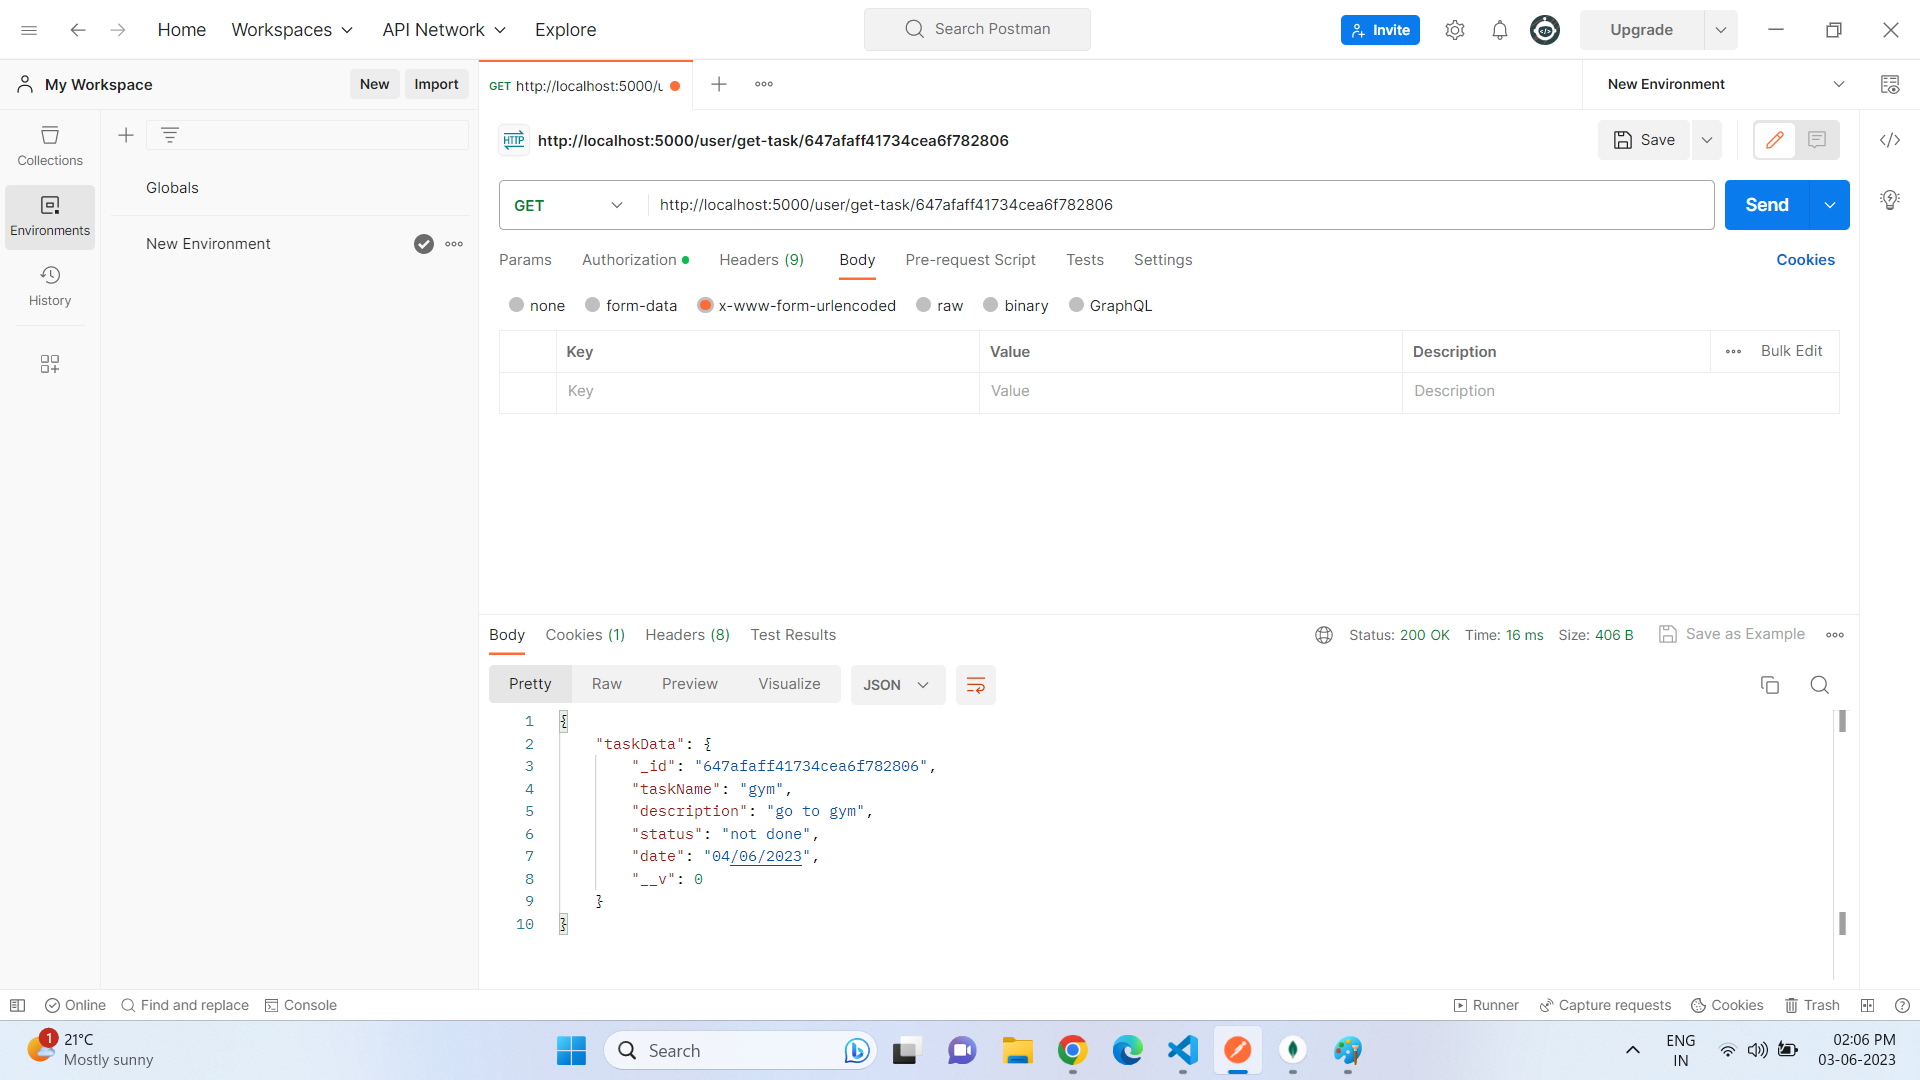 Home
Workspaces
API Network
Explore
Search Postman
Invite
Upgrade
My Workspace
New
Import
GET http://localhost:5000/u
New Environment
Collections
Environments
History
Globals
New Environment
HTTP
http://localhost:5000/user/get-task/647afaff41734cea6f782806
Save
GET
http://localhost:5000/user/get-task/647afaff41734cea6f782806
Send
Params
Authorization
Headers (9)
Body
Pre-request Script
Tests
Settings
Cookies
none
form-data
x-www-form-urlencoded
raw
binary
GraphQL
Key
Value
Description
Bulk Edit
Key
Value
Description
Body
Cookies (1)
Headers (8)
Test Results
Status: 200 OK
Time: 16 ms
Size: 406 B
Save as Example
Pretty
Raw
Preview
Visualize
JSON
1 {
2 "taskData": {
3 "_id": "647afaff41734cea6f782806",
4 "taskName": "gym",
5 "description": "go to gym",
6 "status": "not done",
7 "date": "04/06/2023",
8 "__v": 0
9 }
10 }
Online
Find and replace
Console
Runner
Capture requests
Cookies
Trash
1
21°C
Mostly sunny
Search
ENG
IN
02:06 PM
03-06-2023